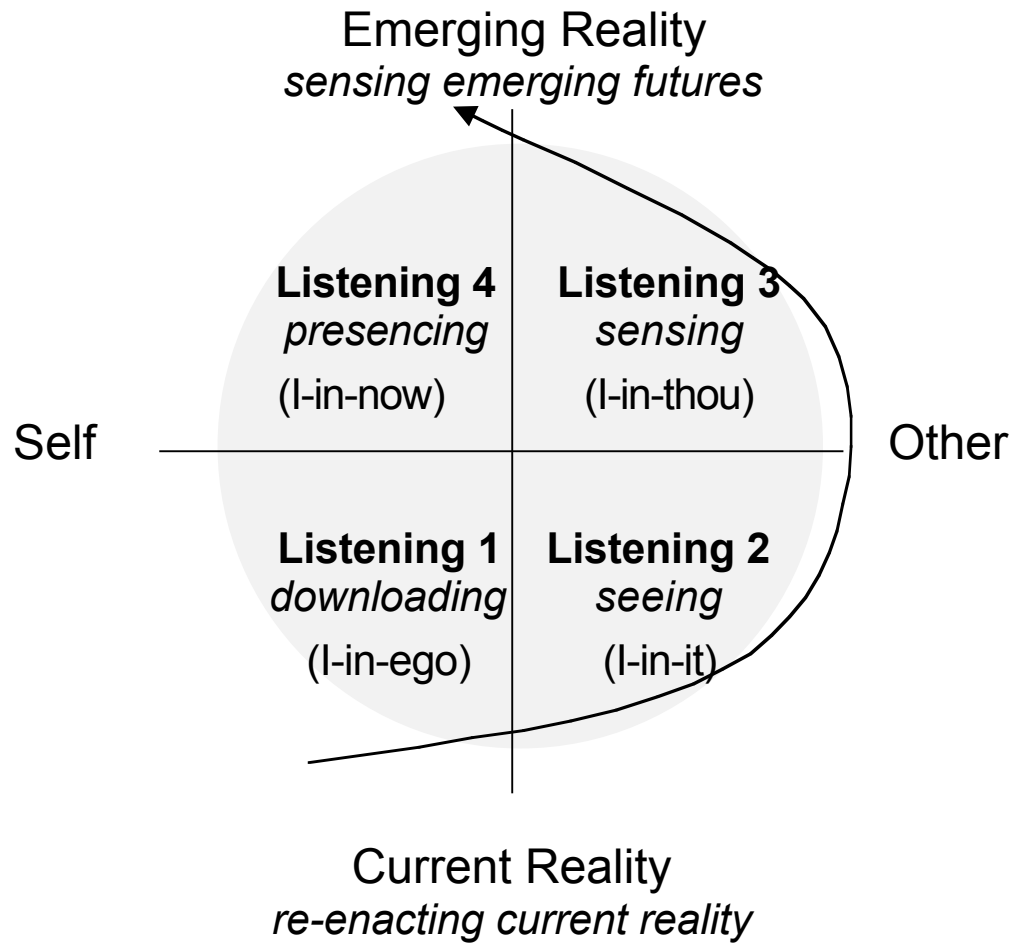 Emerging Reality
sensing emerging futures
Listening 4
presencing
(I-in-now)
Listening 3
sensing
(I-in-thou)
Self
Other
Listening 1
downloading
(I-in-ego)
Listening 2
seeing
(I-in-it)
Current Reality
re-enacting current reality